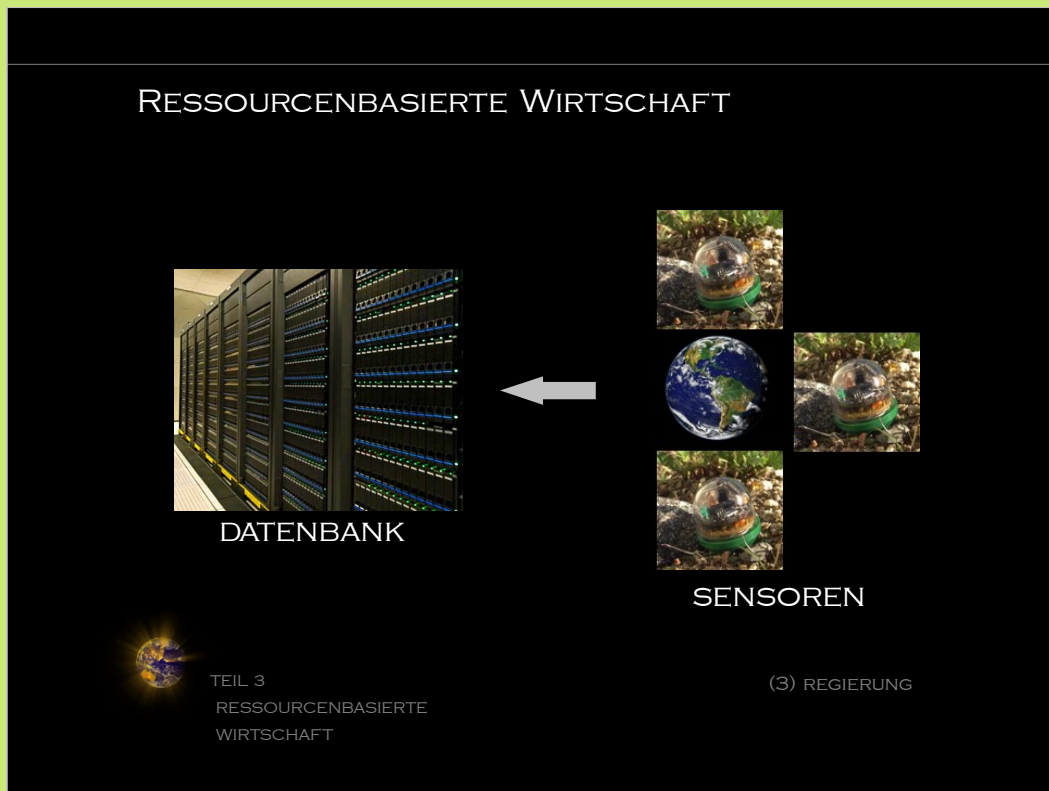 Ressourcenbasierte Wirtschaft
DATENBANK
SENSOREN
TEIL 3
RESSOURCENBASIERTE
WIRTSCHAFT
(3) REGIERUNG